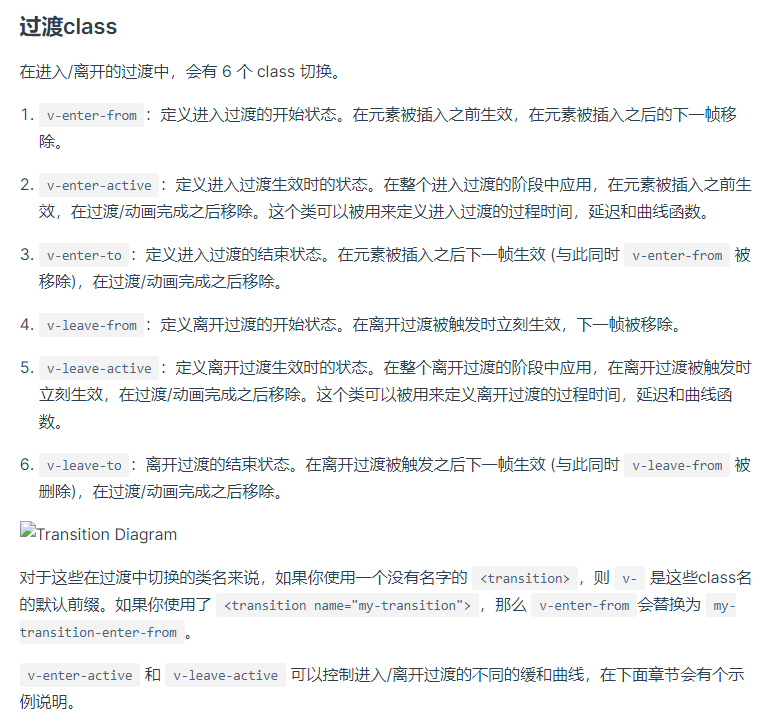 过渡class
在进入/离开的过渡中，会有 6 个 class 切换。
1. v-enter-from：定义进入过渡的开始状态。在元素被插入之前生效，在元素被插入之后的下一帧移
除。
2. v-enter-active：定义进入过渡生效时的状态。在整个进入过渡的阶段中应用，在元素被插入之前生
效，在过渡/动画完成之后移除。这个类可以被用来定义进入过渡的过程时间，延迟和曲线函数。
3. v-enter-to：定义进入过渡的结束状态。在元素被插入之后下一帧生效 (与此同时 v-enter-from 被
移除)，在过渡/动画完成之后移除。
4. v-leave-from：定义离开过渡的开始状态。在离开过渡被触发时立刻生效，下一帧被移除。
5. v-leave-active：定义离开过渡生效时的状态。在整个离开过渡的阶段中应用，在离开过渡被触发时
立刻生效，在过渡/动画完成之后移除。这个类可以被用来定义离开过渡的过程时间，延迟和曲线函
数。
6. v-leave-to：离开过渡的结束状态。在离开过渡被触发之后下一帧生效 (与此同时 v-leave-from 被
删除)，在过渡/动画完成之后移除。
Transition Diagram
对于这些在过渡中切换的类名来说，如果你使用一个没有名字的 <transition>，则 v- 是这些class名
的默认前缀。如果你使用了 <transition name="my-transition">，那么 v-enter-from会替换为 my-
transition-enter-from。
v-enter-active 和 v-leave-active 可以控制进入/离开过渡的不同的缓和曲线，在下面章节会有个示
例说明。